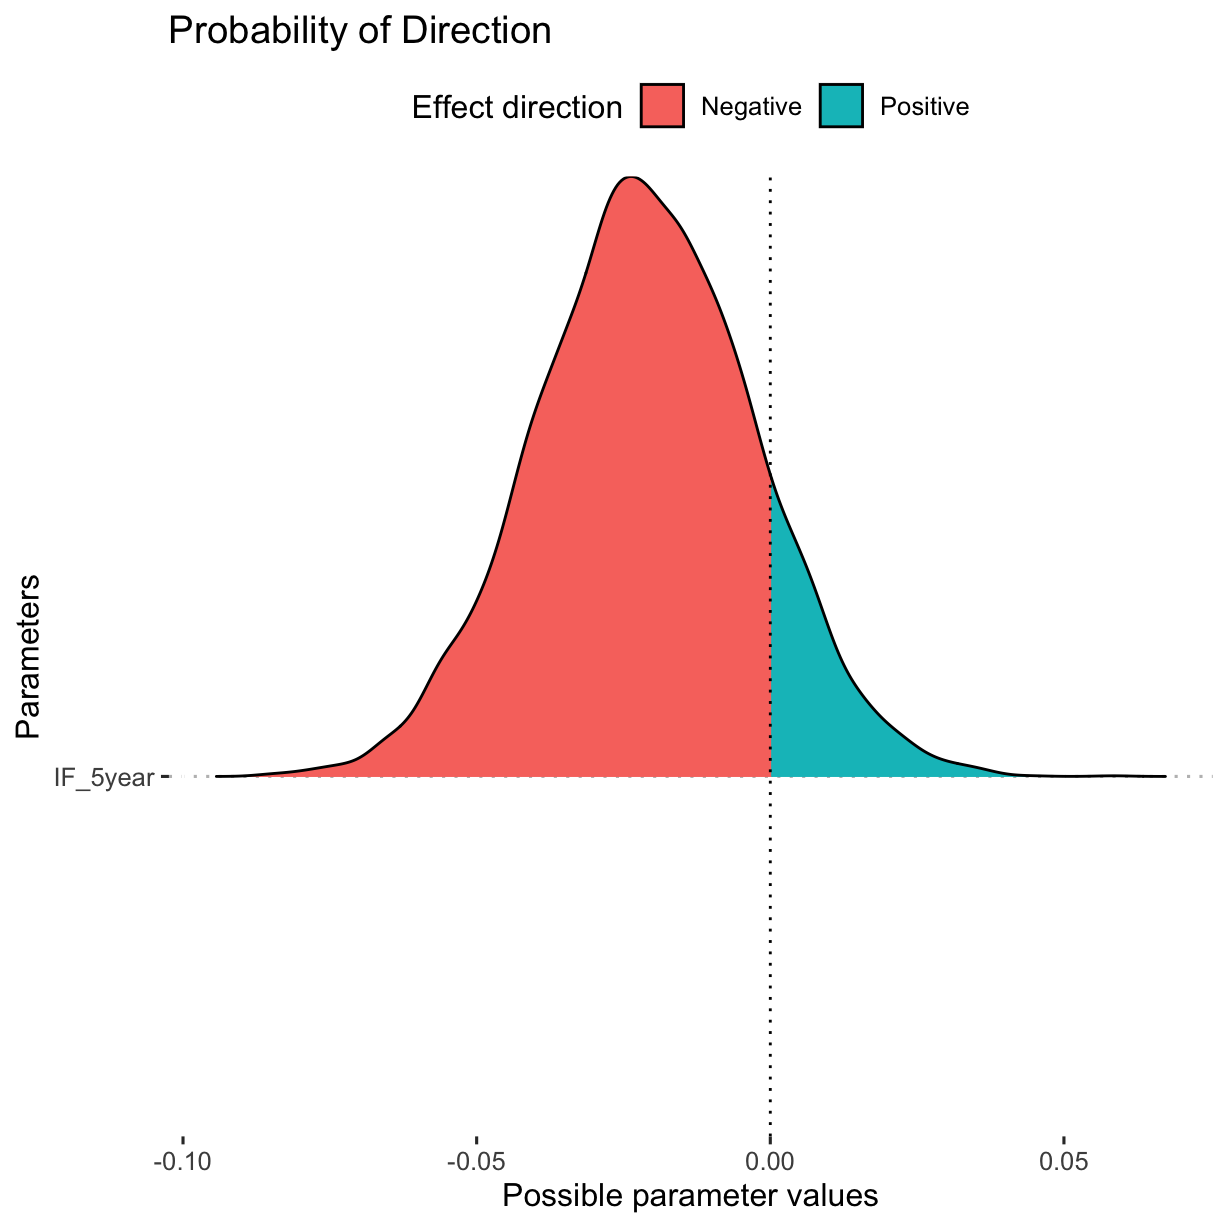 Probability of Direction
Effect direction Negative Positive
Parameters
IF_5year
-0.10 -0.05 0.00 0.05
Possible parameter values